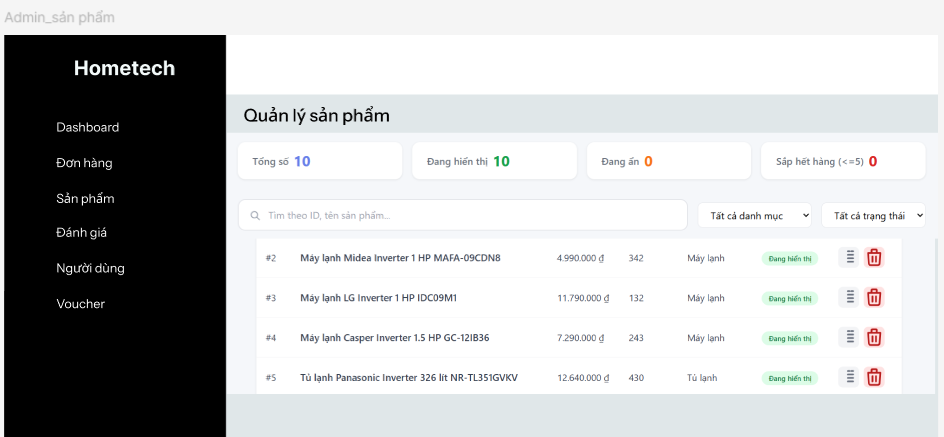 Admin_sản phẩm
Hometech
Dashboard
Đơn hàng
Sản phẩm
Đánh giá
Người dùng
Voucher
Quản lý sản phẩm
Tổng số 10 Đang hiển thị 10 Đang ẩn 0 Sắp hết hàng (<=5) 0
Tìm theo ID, tên sản phẩm... Tất cả danh mục Tất cả trạng thái
#2 Máy lạnh Midea Inverter 1 HP MAFA-09CDN8 4.990.000 ₫ 342 Máy lạnh Đang hiển thị
#3 Máy lạnh LG Inverter 1 HP IDC09M1 11.790.000 ₫ 132 Máy lạnh Đang hiển thị
#4 Máy lạnh Casper Inverter 1.5 HP GC-12IB36 7.290.000 ₫ 243 Máy lạnh Đang hiển thị
#5 Tủ lạnh Panasonic Inverter 326 lít NR-TL351GVKV 12.640.000 ₫ 430 Tủ lạnh Đang hiển thị